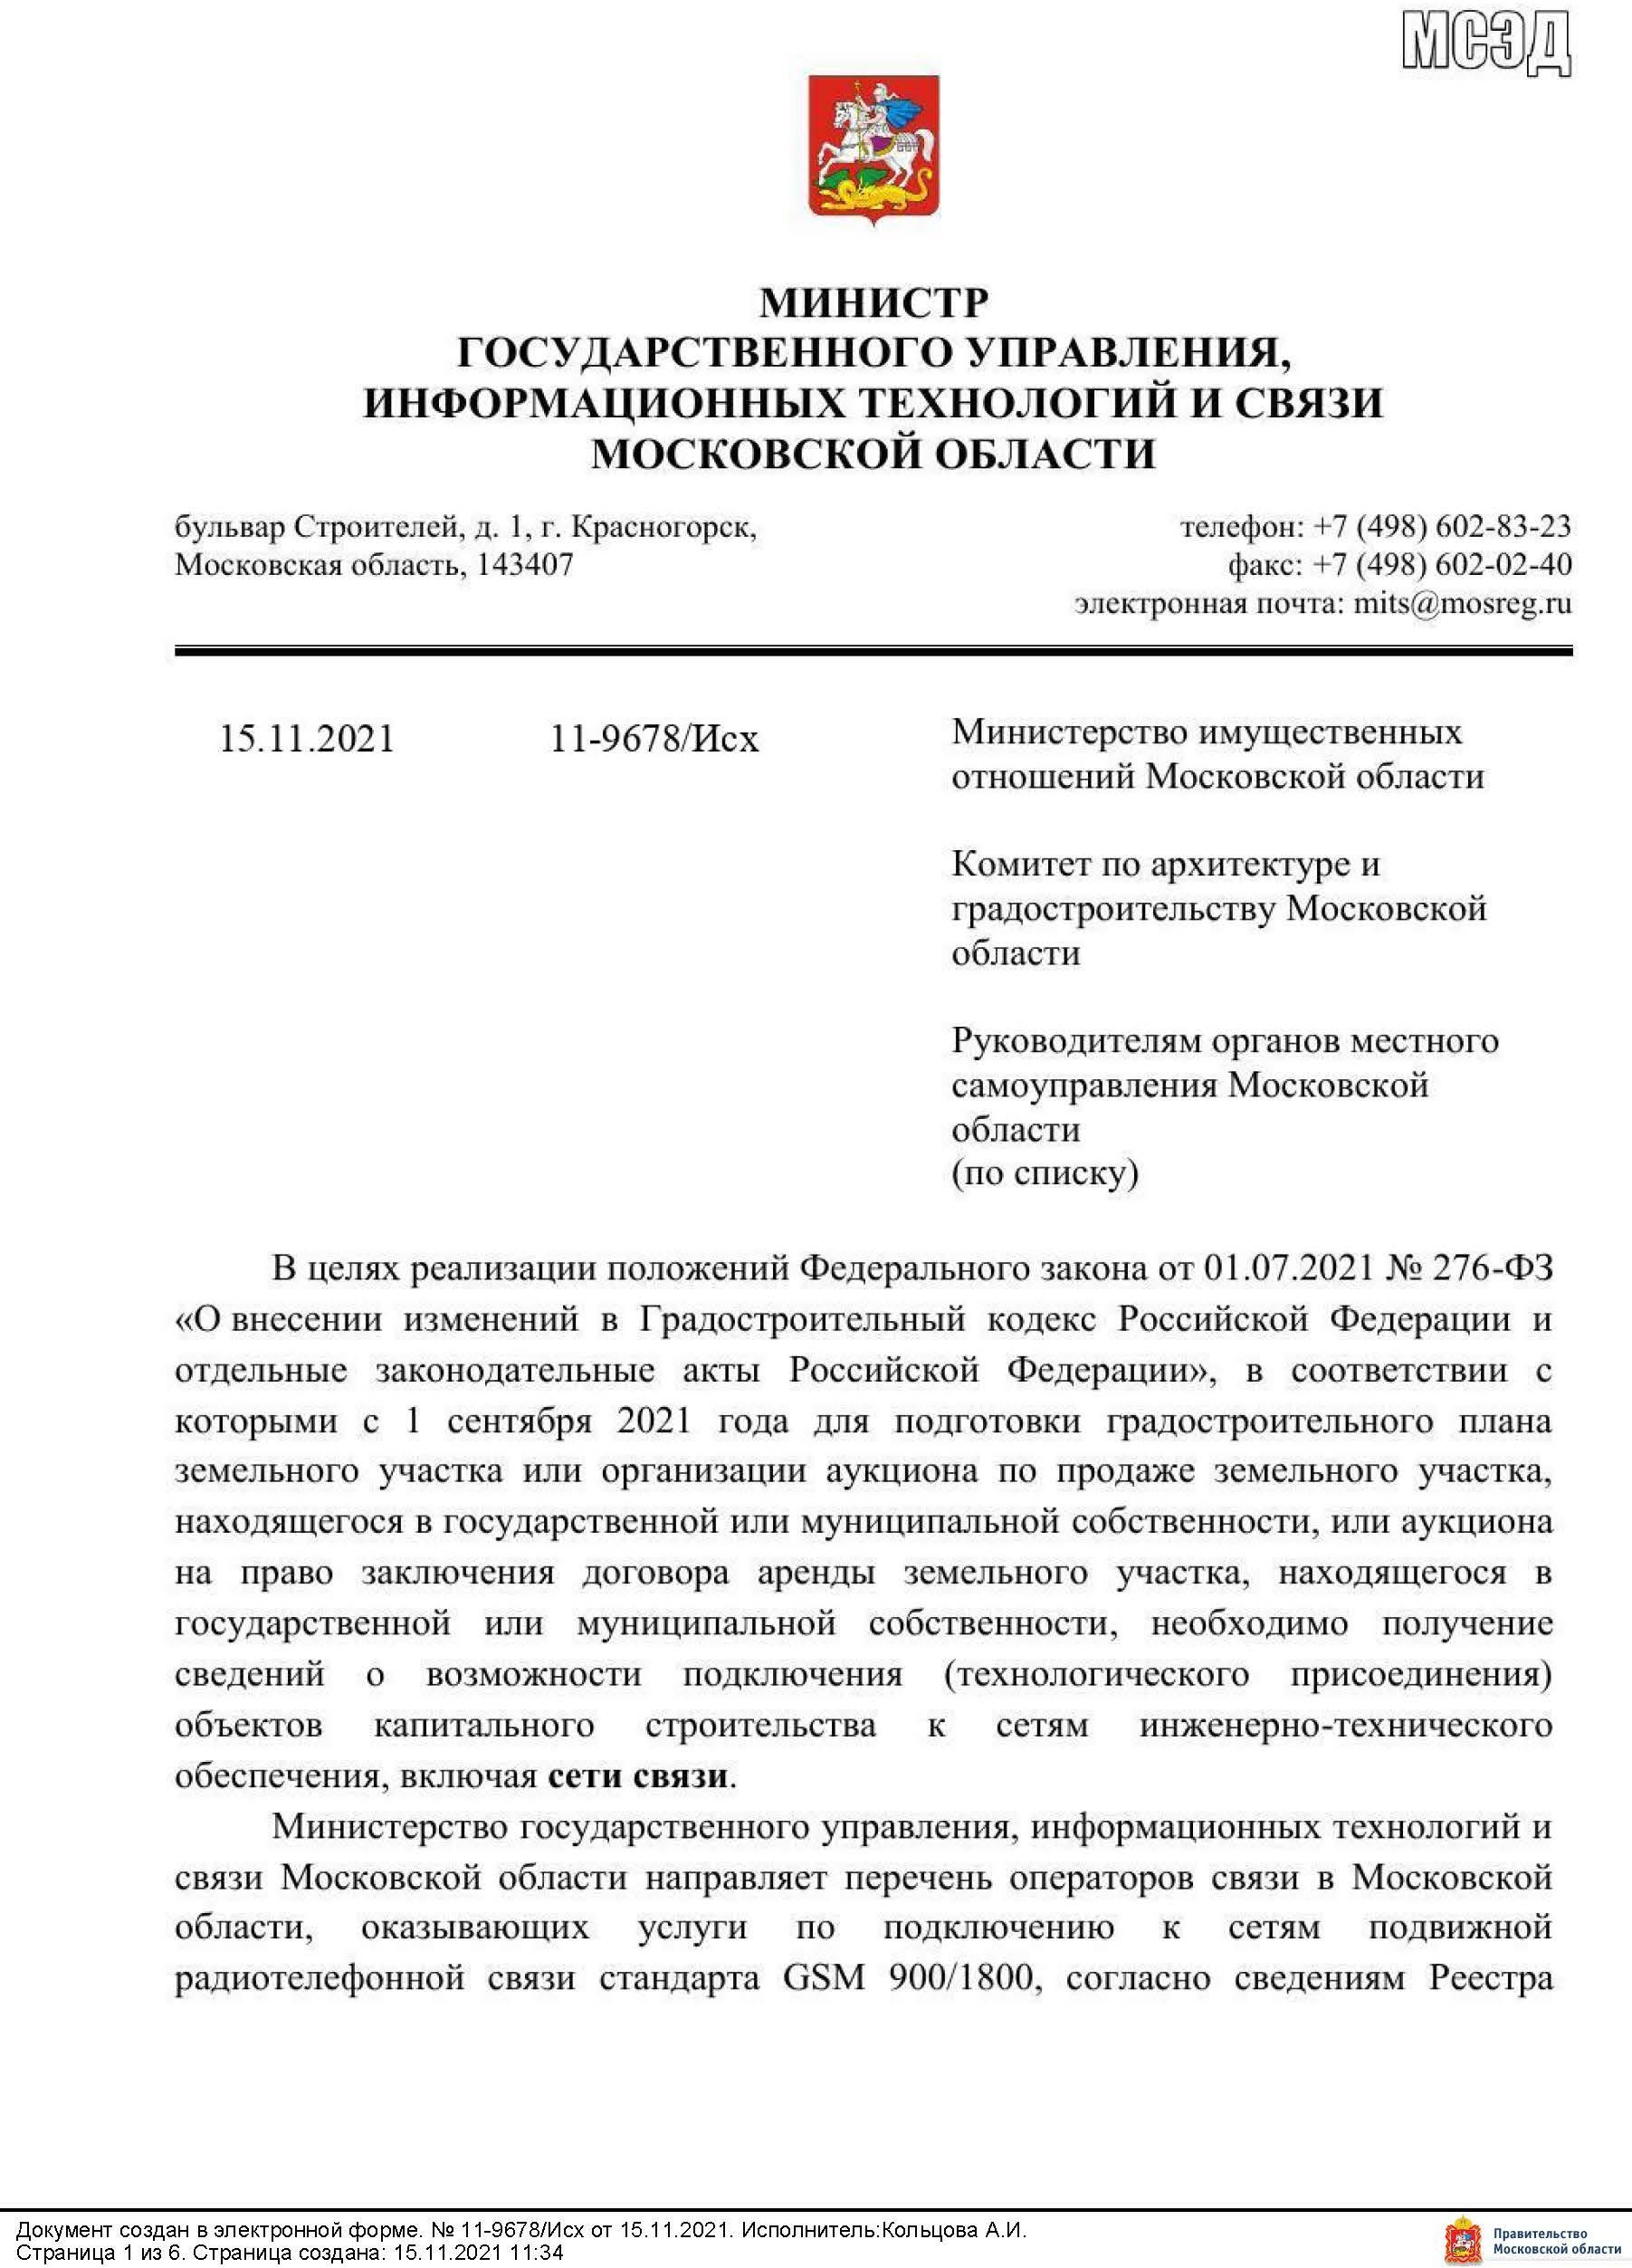 МСЭД
МИНИСТР
ГОСУДАРСТВЕННОГО УПРАВЛЕНИЯ,
ИНФОРМАЦИОННЫХ ТЕХНОЛОГИЙ И СВЯЗИ
МОСКОВСКОЙ ОБЛАСТИ
бульвар Строителей, д. 1, г. Красногорск,
Московская область, 143407
телефон: +7 (498) 602-83-23
факс: +7 (498) 602-02-40
электронная почта: mits@mosreg.ru
15.11.2021 11-9678/Исх
Министерство имущественных
отношений Московской области
Комитет по архитектуре и
градостроительству Московской
области
Руководителям органов местного
самоуправления Московской
области
(по списку)
В целях реализации положений Федерального закона от 01.07.2021 № 276-ФЗ
«О внесении изменений в Градостроительный кодекс Российской Федерации и
отдельные законодательные акты Российской Федерации», в соответствии с
которыми с 1 сентября 2021 года для подготовки градостроительного плана
земельного участка или организации аукциона по продаже земельного участка,
находящегося в государственной или муниципальной собственности, или аукциона
на право заключения договора аренды земельного участка, находящегося в
государственной или муниципальной собственности, необходимо получение
сведений о возможности подключения (технологического присоединения)
объектов капитального строительства к сетям инженерно-технического
обеспечения, включая сети связи.
Министерство государственного управления, информационных технологий и
связи Московской области направляет перечень операторов связи в Московской
области, оказывающих услуги по подключению к сетям подвижной
радиотелефонной связи стандарта GSM 900/1800, согласно сведениям Реестра
Документ создан в электронной форме. № 11-9678/Исх от 15.11.2021. Исполнитель:Кольцова А.И.
Страница 1 из 6. Страница создана: 15.11.2021 11:34
Правительство
Московской области